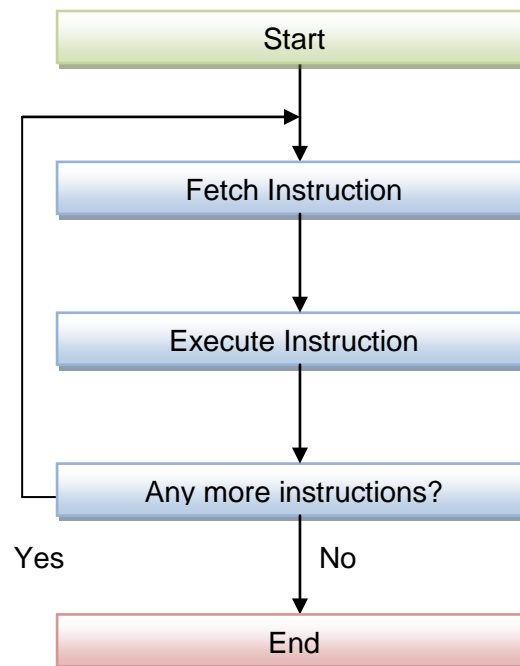 Start
Fetch Instruction
Execute Instruction
Any more instructions?
Yes
No
End